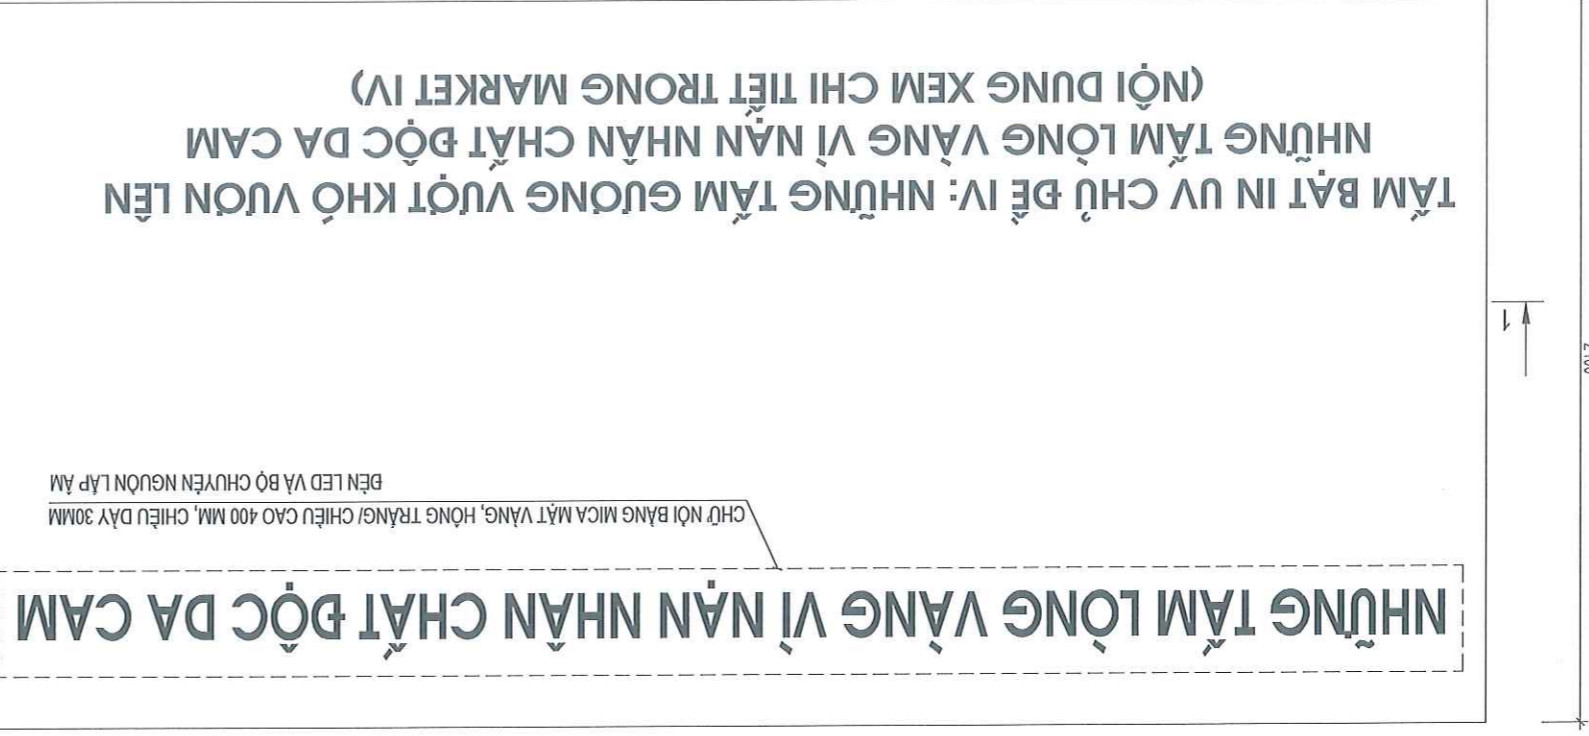 NHỮNG TẤM LÒNG VÀNG VÌ NẠN NHÂN CHẤT ĐỘC DA CAM
CHỮ NỔI BẰNG MICA MẶT VÀNG, HÔNG TRẮNG/ CHIỀU CAO 400 MM, CHIỀU DÀY 30MM
ĐÈN LED VÀ BỘ CHUYỂN NGUỒN LẮP ÂM
1
TẤM BẠT IN UV CHỦ ĐỀ IV: NHỮNG TẤM GƯƠNG VƯỢT KHÓ VƯƠN LÊN
NHỮNG TẤM LÒNG VÀNG VÌ NẠN NHÂN CHẤT ĐỘC DA CAM
(NỘI DUNG XEM CHI TIẾT TRONG MARKET IV)